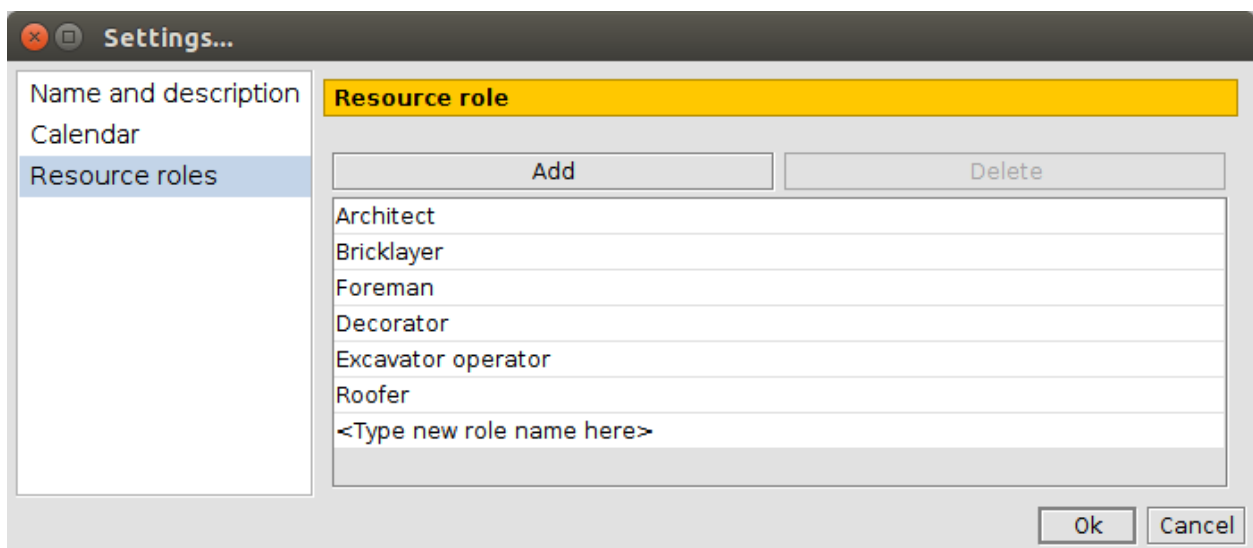 Settings...
Name and description
Calendar
Resource roles
Resource role
Add
Delete
Architect
Bricklayer
Foreman
Decorator
Excavator operator
Roofer
<Type new role name here>
Ok
Cancel